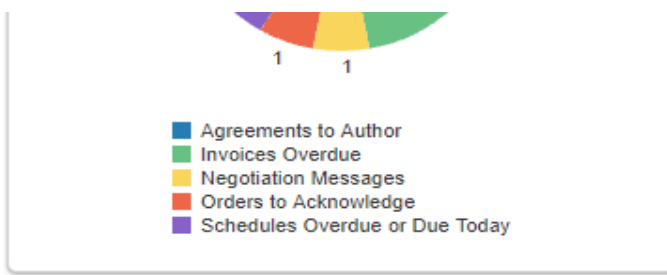 1
1
Agreements to Author
Invoices Overdue
Negotiation Messages
Orders to Acknowledge
Schedules Overdue or Due Today